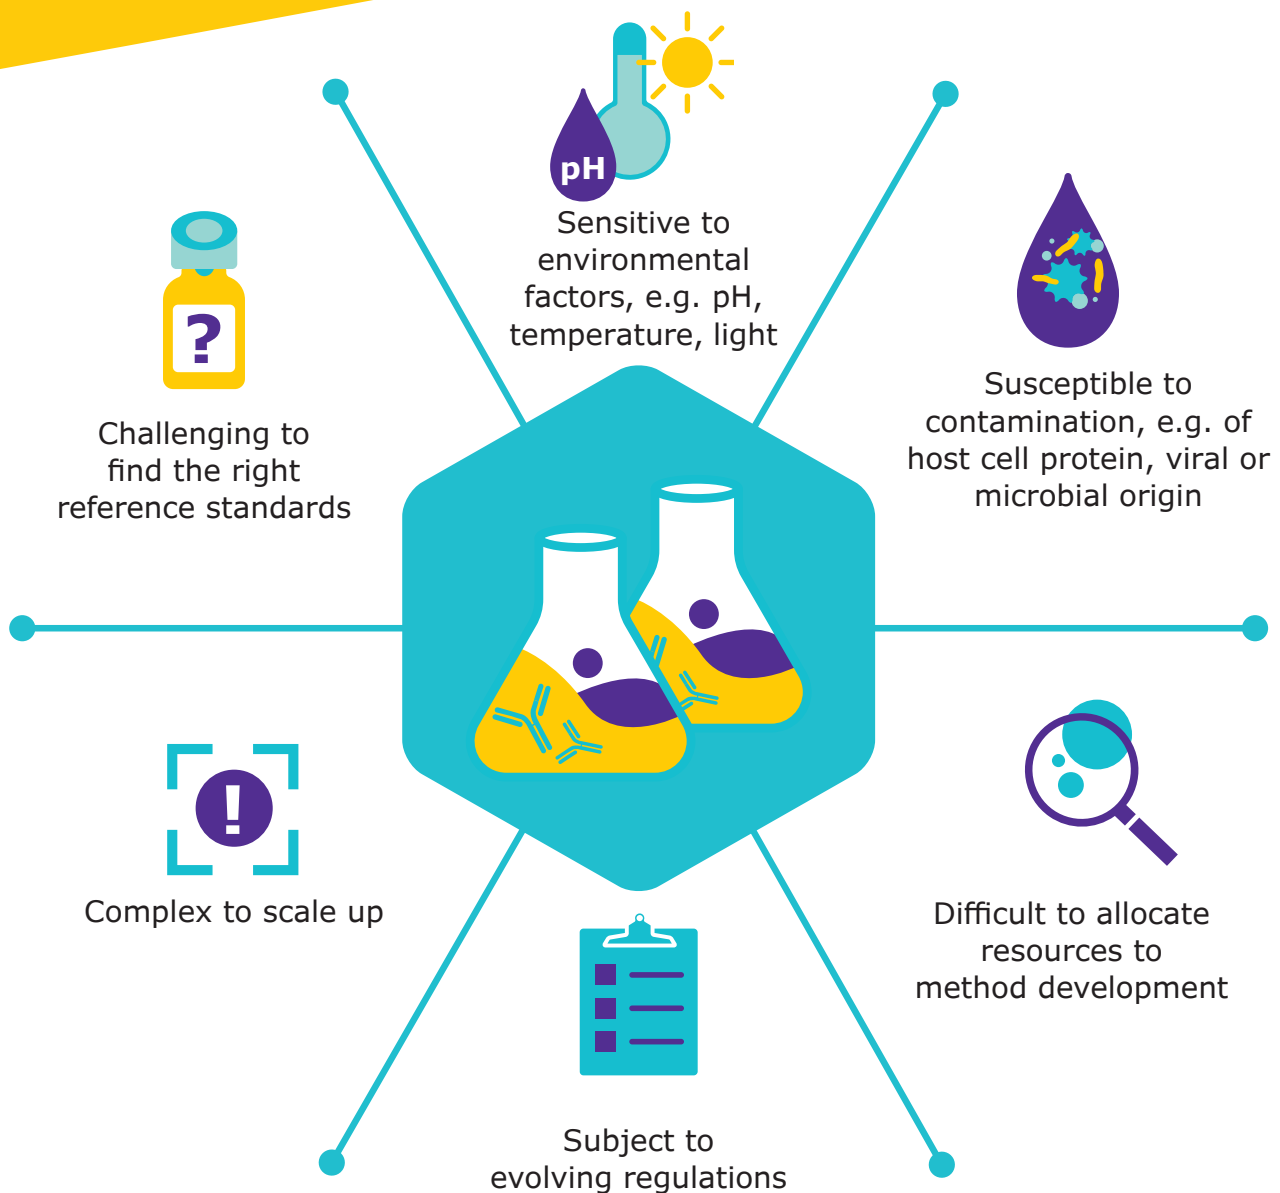 pH
Sensitive to
environmental
factors, e.g. pH,
temperature, light
Susceptible to
contamination, e.g. of
host cell protein, viral or
microbial origin
?
Challenging to
find the right
reference standards
!
Complex to scale up
Difficult to allocate
resources to
method development
Subject to
evolving regulations